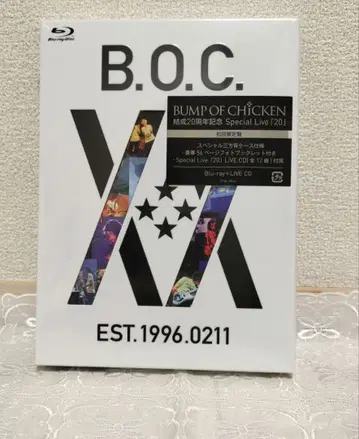 Blu-ray Disc
B.O.C.
BUMP OF CHiCKEN
結成20周年記念 Special Live「20」
初回限定盤
スペシャル三方背ケース仕様
豪華56ページフォトブックレット付き
Special Live「20」LIVE CD(全12曲)付属
Blu-ray+LIVE CD
EST.1996.0211